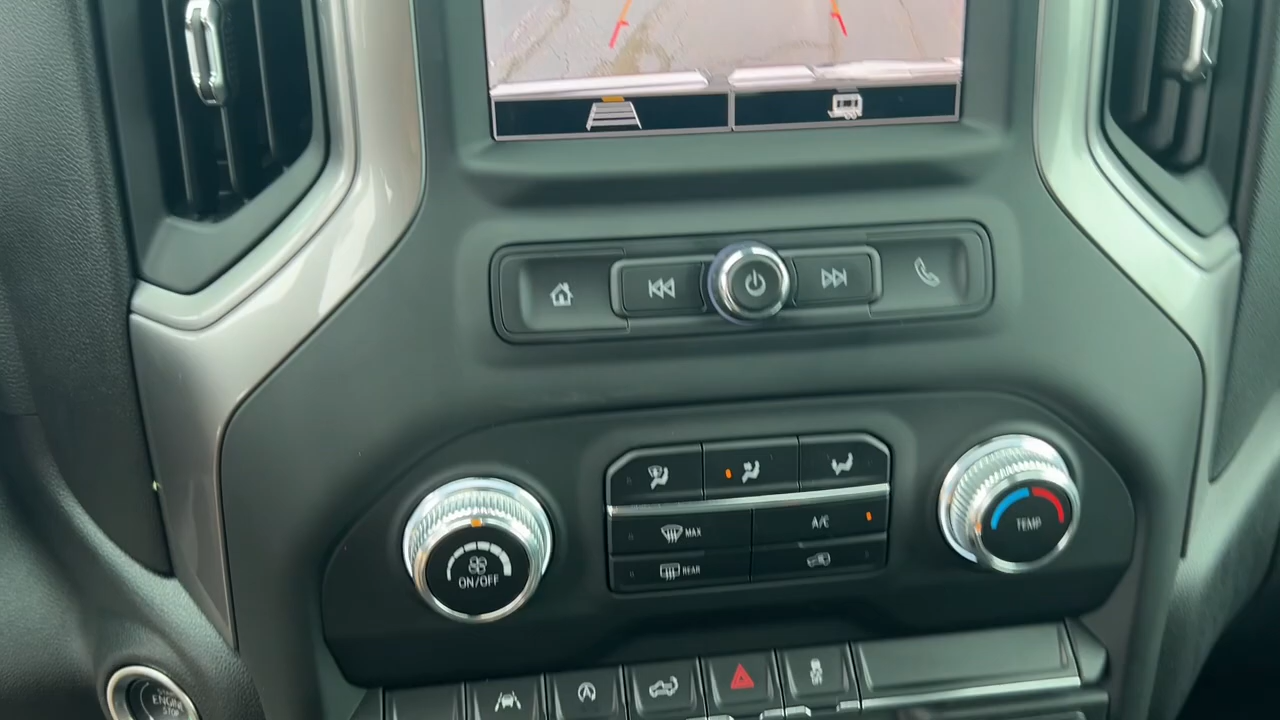 MAX
A/C
REAR
ON/OFF
TEMP
ENGINE
STOP